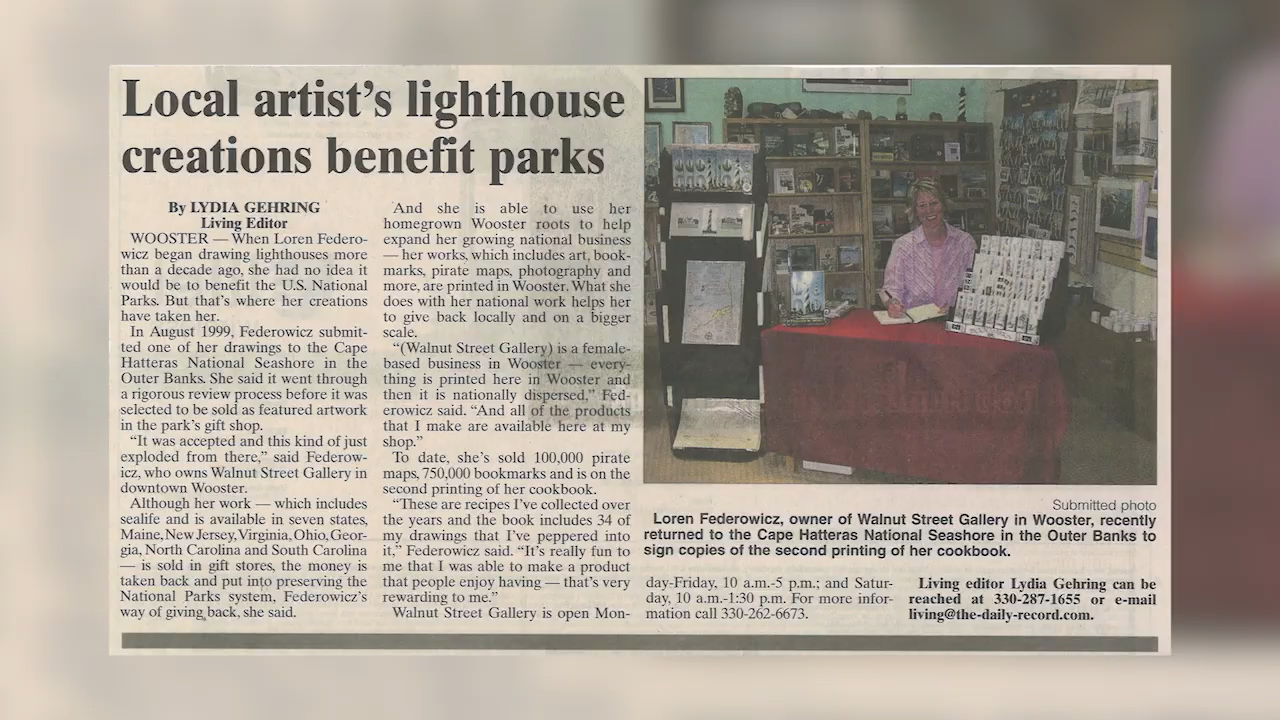 Local artist's lighthouse
creations benefit parks
By LYDIA GEHRING
Living Editor
WOOSTER — When Loren Federo-
wicz began drawing lighthouses more
than a decade ago, she had no idea it
would be to benefit the U.S. National
Parks. But that's where her creations
have taken her.
In August 1999, Federowicz submit-
ted one of her drawings to the Cape
Hatteras National Seashore in the
Outer Banks. She said it went through
a rigorous review process before it was
selected to be sold as featured artwork
in the park's gift shop.
“It was accepted and this kind of just
exploded from there,” said Federow-
icz, who owns Walnut Street Gallery in
downtown Wooster.
Although her work — which includes
sealife and is available in seven states,
Maine, New Jersey, Virginia, Ohio, Geor-
gia, North Carolina and South Carolina
— is sold in gift stores, the money is
taken back and put into preserving the
National Parks system, Federowicz's
way of giving back, she said.
And she is able to use her
homegrown Wooster roots to help
expand her growing national business
— her works, which includes art, book-
marks, pirate maps, photography and
more, are printed in Wooster. What she
does with her national work helps her
to give back locally and on a bigger
scale.
“(Walnut Street Gallery) is a female-
based business in Wooster — every-
thing is printed here in Wooster and
then it is nationally dispersed,” Fed-
erowicz said. “And all of the products
that I make are available here at my
shop.”
To date, she's sold 100,000 pirate
maps, 750,000 bookmarks and is on the
second printing of her cookbook.
“These are recipes I've collected over
the years and the book includes 34 of
my drawings that I've peppered into
it,” Federowicz said. “It's really fun to
me that I was able to make a product
that people enjoy having — that's very
rewarding to me.”
Walnut Street Gallery is open Mon-
Submitted photo
Loren Federowicz, owner of Walnut Street Gallery in Wooster, recently
returned to the Cape Hatteras National Seashore in the Outer Banks to
sign copies of the second printing of her cookbook.
day-Friday, 10 a.m.-5 p.m.; and Satur-
day, 10 a.m.-1:30 p.m. For more infor-
mation call 330-262-6673.
Living editor Lydia Gehring can be
reached at 330-287-1655 or e-mail
living@the-daily-record.com.